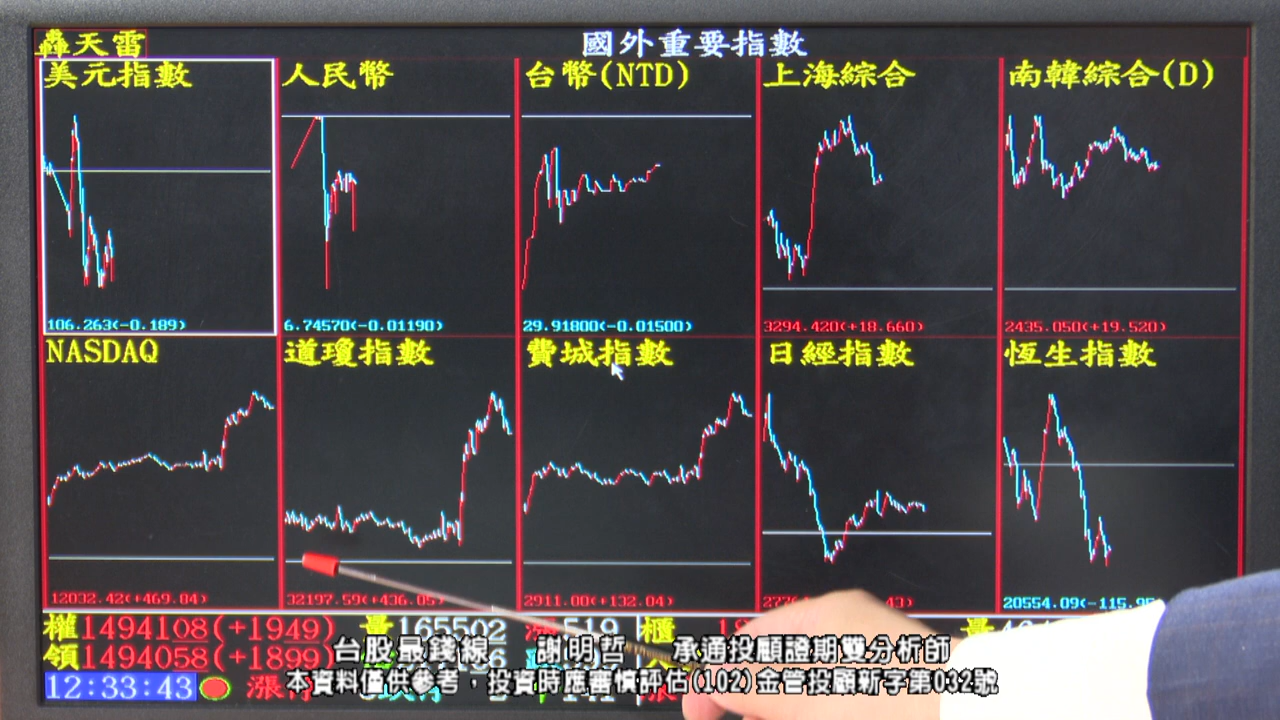 轟天雷
國外重要指數
美元指數
人民幣
台幣(NTD)
上海綜合
南韓綜合(D)
106.263(-0.189)
6.74570(-0.01190)
29.91800(-0.01500)
3294.420(+18.660)
2435.050(+19.520)
NASDAQ
道瓊指數
費城指數
日經指數
恆生指數
12032.42(+469.04)
32197.59(+436.05)
2911.00(+132.04)
20554.09(-115.95
權1494108(+1949) 量165502 漲519 櫃
領1494058(+1899)
台股最錢線 謝明哲 承通投顧證期雙分析師
12:33:43
本資料僅供參考，投資時應審慎評估(102)金管投顧新字第032號